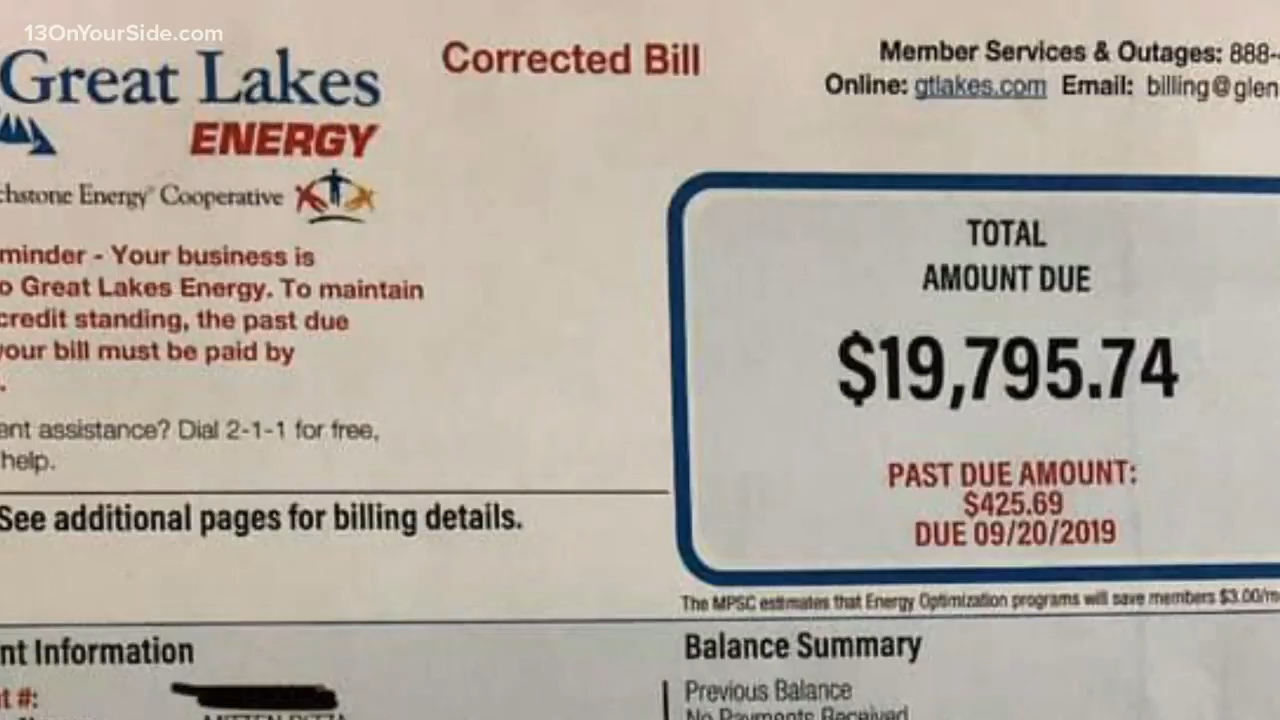 13OnYourSide.com
Great Lakes
ENERGY
chstone Energy® Cooperative
Corrected Bill
Member Services & Outages: 888-
Online: gtlakes.com Email: billing@glen
minder - Your business is
o Great Lakes Energy. To maintain
credit standing, the past due
your bill must be paid by
.
ent assistance? Dial 2-1-1 for free,
help.
See additional pages for billing details.
TOTAL
AMOUNT DUE
$19,795.74
PAST DUE AMOUNT:
$425.69
DUE 09/20/2019
The MPSC estimates that Energy Optimization programs will save members $3.00/m
nt Information
t #:
Balance Summary
Previous Balance
No Payments Received